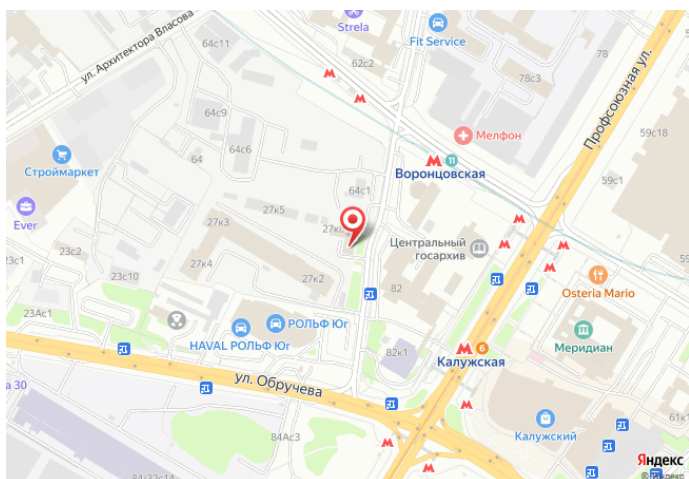 Strela
Fit Service
64с11
62с2
78
78с3
ул. Архитектора Власова
Профсоюзная ул.
64с9
Мелфон
59с18
64с6
64
Строймаркет
11
Воронцовская
59с1
64с1
27к5
Ever
27к3
Центральный
госархив
23с2
27к4
23с10
27к2
82
Osteria Mario
23Ас1
РОЛЬФ Юг
HAVAL РОЛЬФ Юг
Меридиан
6
82к1
Калужская
ул. Обручева
Калужский
84Ас3
Яндекс